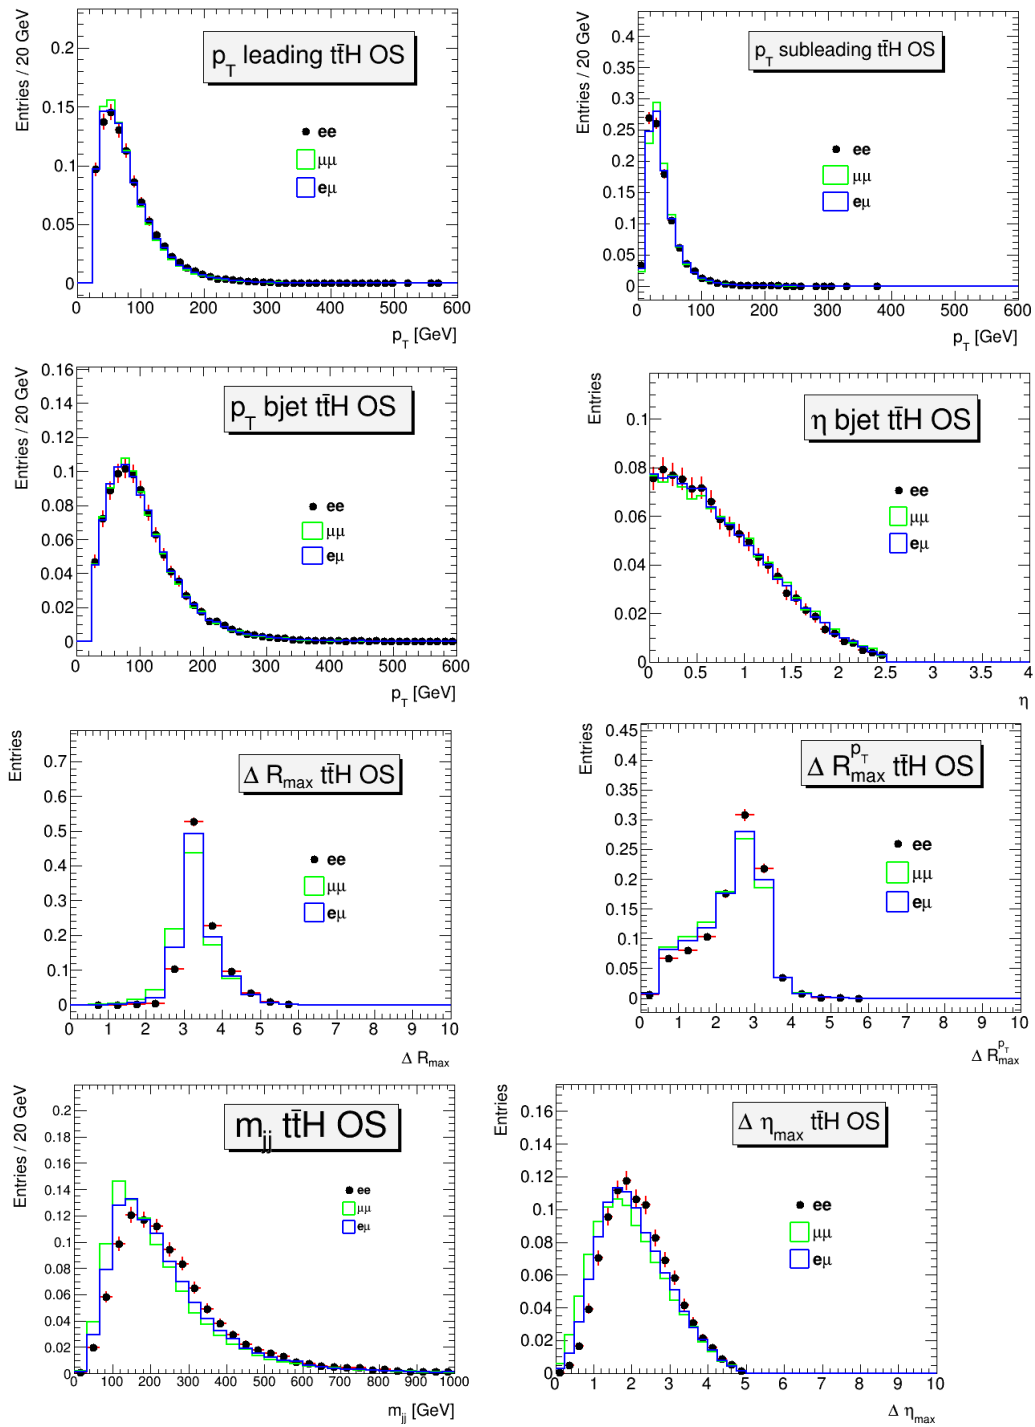 Entries / 20 GeV
p_T leading tt̄H OS
ee
μμ
eμ
0.2
0.15
0.1
0.05
0
0 100 200 300 400 500 600
p_T [GeV]
Entries / 20 GeV
p_T subleading tt̄H OS
ee
μμ
eμ
0.4
0.35
0.3
0.25
0.2
0.15
0.1
0.05
0
0 100 200 300 400 500 600
p_T [GeV]
Entries / 20 GeV
p_T bjet tt̄H OS
ee
μμ
eμ
0.16
0.14
0.12
0.1
0.08
0.06
0.04
0.02
0
0 100 200 300 400 500 600
p_T [GeV]
Entries
η bjet tt̄H OS
ee
μμ
eμ
0.1
0.08
0.06
0.04
0.02
0
0 0.5 1 1.5 2 2.5 3 3.5 4
η
Entries
Δ R_max tt̄H OS
ee
μμ
eμ
0.7
0.6
0.5
0.4
0.3
0.2
0.1
0
0 1 2 3 4 5 6 7 8 9 10
Δ R_max
Entries
Δ R_max^p_T tt̄H OS
ee
μμ
eμ
0.45
0.4
0.35
0.3
0.25
0.2
0.15
0.1
0.05
0
0 1 2 3 4 5 6 7 8 9 10
Δ R_max^p_T
Entries / 20 GeV
m_jj tt̄H OS
ee
μμ
eμ
0.2
0.18
0.16
0.14
0.12
0.1
0.08
0.06
0.04
0.02
0
0 100 200 300 400 500 600 700 800 900 1000
m_jj [GeV]
Entries
Δ η_max tt̄H OS
ee
μμ
eμ
0.16
0.14
0.12
0.1
0.08
0.06
0.04
0.02
0
0 1 2 3 4 5 6 7 8 9 10
Δ η_max